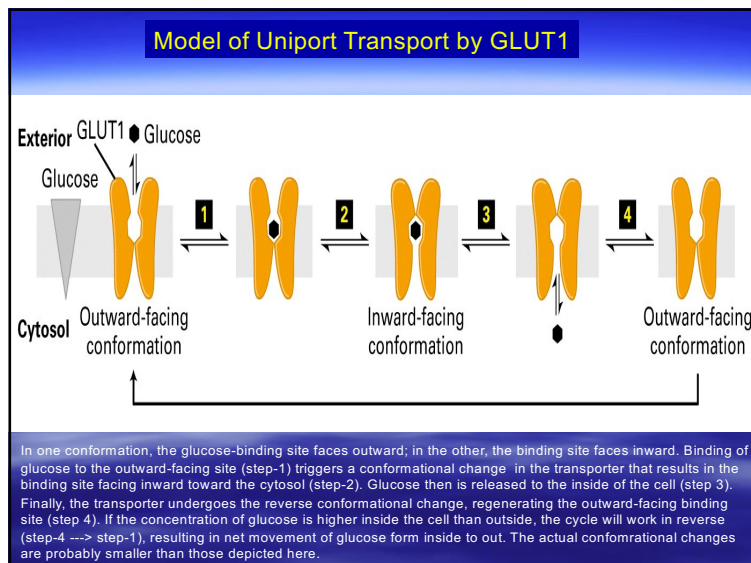 Model of Uniport Transport by GLUT1
Exterior GLUT1 Glucose
Glucose
1
2
3
4
Cytosol
Outward-facing
conformation
Inward-facing
conformation
Outward-facing
conformation
In one conformation, the glucose-binding site faces outward; in the other, the binding site faces inward. Binding of
glucose to the outward-facing site (step-1) triggers a conformational change in the transporter that results in the
binding site facing inward toward the cytosol (step-2). Glucose then is released to the inside of the cell (step 3).
Finally, the transporter undergoes the reverse conformational change, regenerating the outward-facing binding
site (step 4). If the concentration of glucose is higher inside the cell than outside, the cycle will work in reverse
(step-4 ---> step-1), resulting in net movement of glucose form inside to out. The actual confomrational changes
are probably smaller than those depicted here.